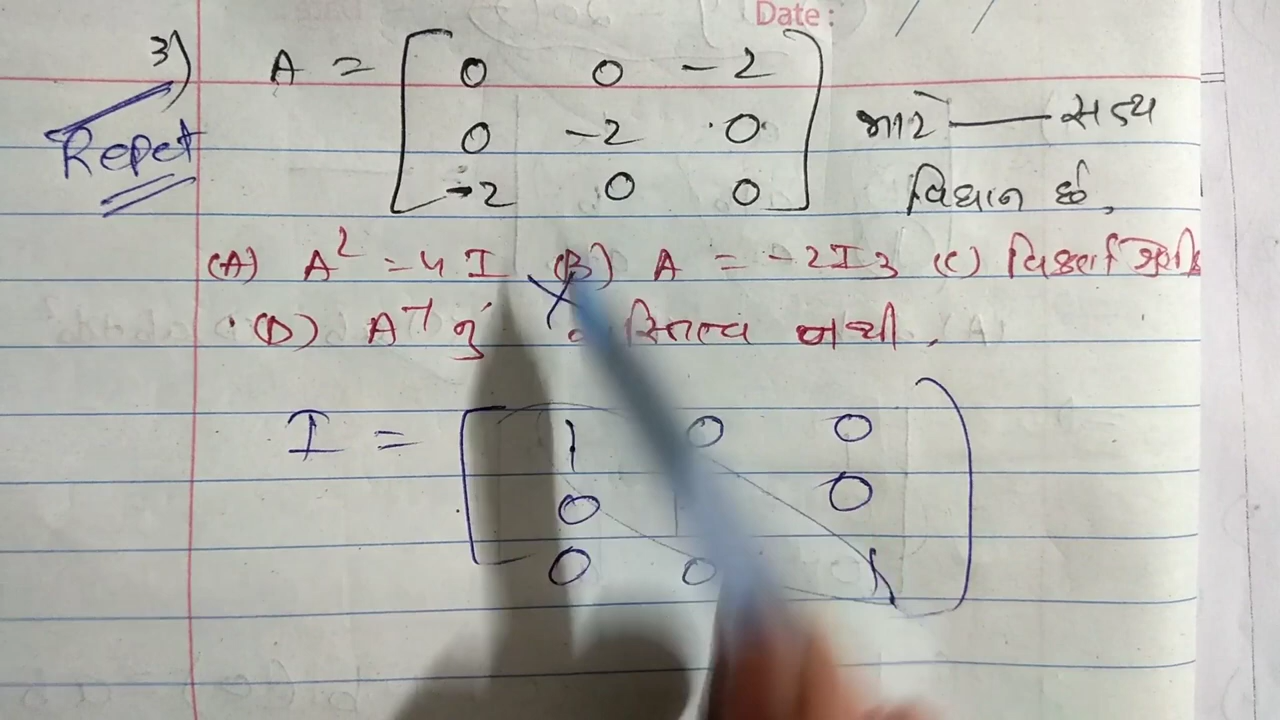 Date :
3) A = [ 0 0 -2
Repet 0 -2 0 માટે —— સત્ય
-2 0 0 ] વિધાન છે.
(A) A² = 4 I (B) A = -2I3 (C) વિકર્ણ
(D) A⁻¹ નું અસ્તિત્વ નથી.
I = [ 1 0 0
0 0
0 0 1 ]